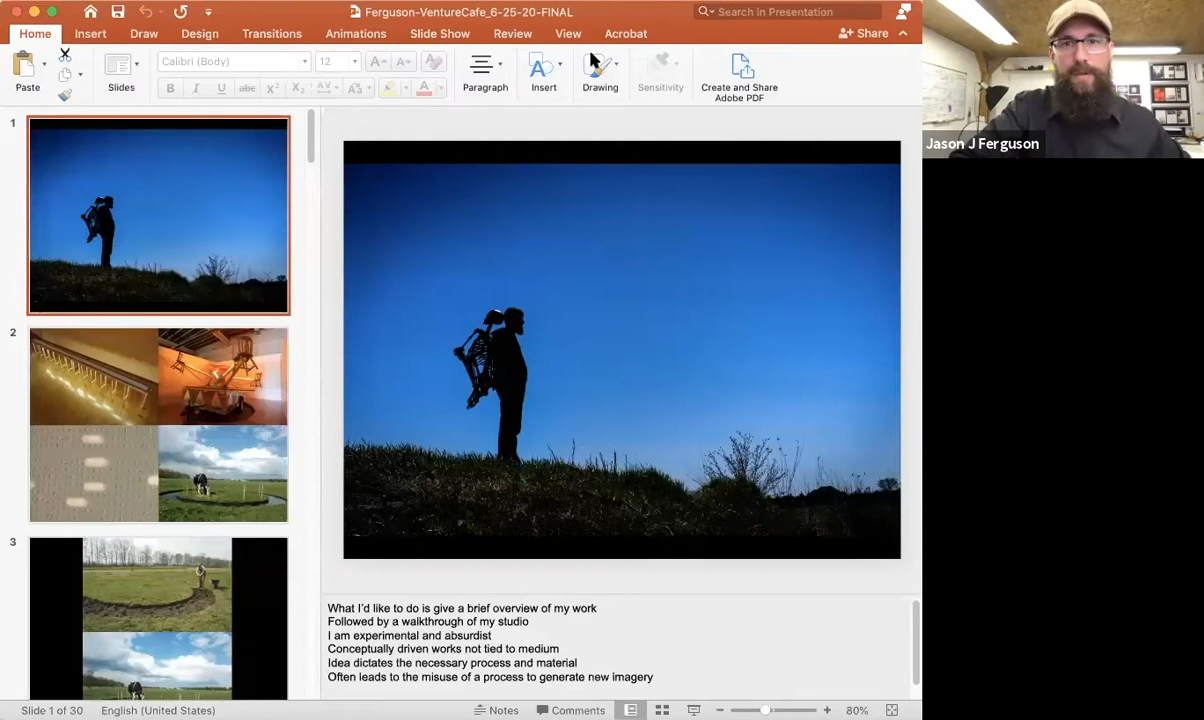 Ferguson-VentureCafe_6-25-20-FINAL
Search in Presentation
Home
Insert
Draw
Design
Transitions
Animations
Slide Show
Review
View
Acrobat
Share
Paste
Slides
Calibri (Body)
12
Paragraph
Insert
Drawing
Sensitivity
Create and Share
Adobe PDF
Jason J Ferguson
1
2
3
What I'd like to do is give a brief overview of my work
Followed by a walkthrough of my studio
I am experimental and absurdist
Conceptually driven works not tied to medium
Idea dictates the necessary process and material
Often leads to the misuse of a process to generate new imagery
Slide 1 of 30
English (United States)
Notes
Comments
80%